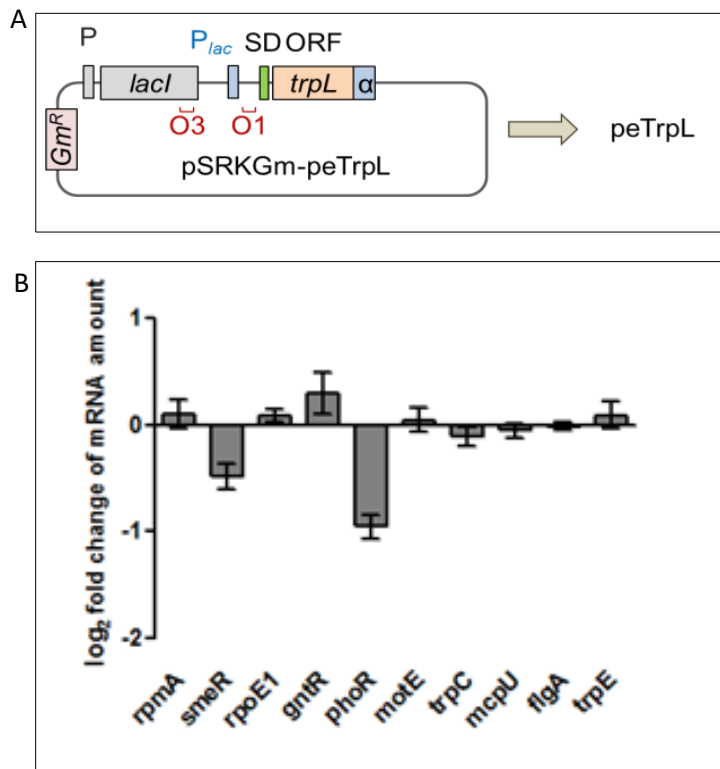 A
P
Plac
SD ORF
lacI
trpL
α
O3
O1
GmR
pSRKGm-peTrpL
peTrpL
B
log2 fold change of mRNA amount
1
0
-1
-2
rpmA
smeR
rpoE1
gntR
phoR
motE
trpC
mcpU
flgA
trpE